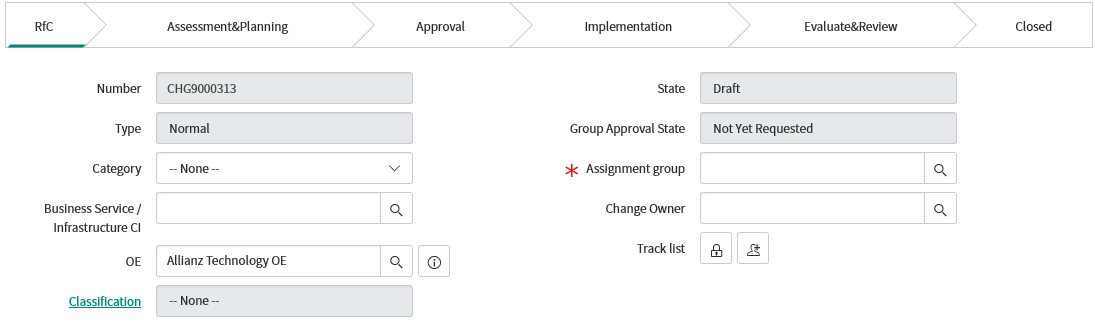 RfC
Assessment&Planning
Approval
Implementation
Evaluate&Review
Closed
Number
CHG9000313
State
Draft
Type
Normal
Group Approval State
Not Yet Requested
Category
-- None --
Assignment group
Business Service /
Infrastructure CI
Change Owner
Track list
OE
Allianz Technology OE
Classification
-- None --